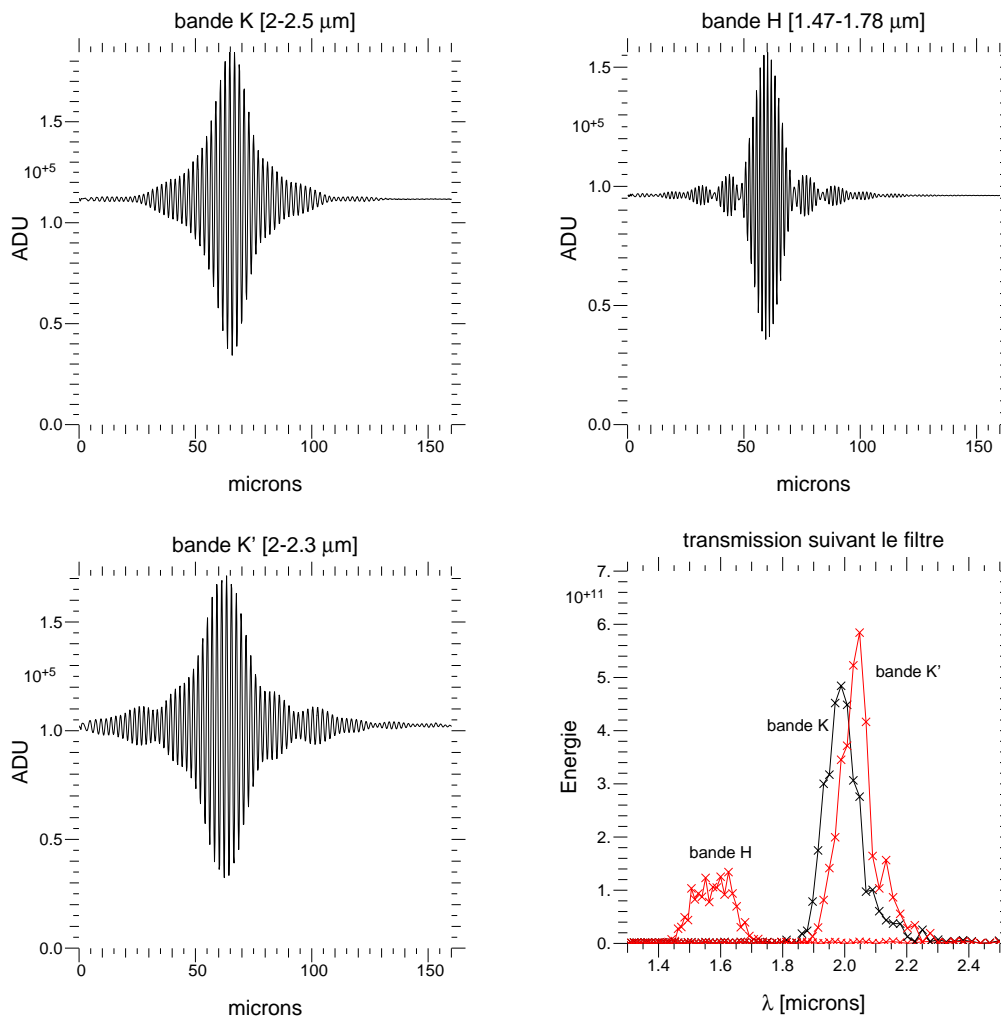 bande K [2-2.5 μm]
1.5
10+5
1.0
0.5
0.0
ADU
0 50 100 150
microns
bande H [1.47-1.78 μm]
1.5
10+5
1.0
0.5
0.0
ADU
0 50 100 150
microns
bande K’ [2-2.3 μm]
1.5
10+5
1.0
0.5
0.0
ADU
0 50 100 150
microns
transmission suivant le filtre
7.
10+11
6.
5.
4.
3.
2.
1.
0.
Energie
bande K’
bande K
bande H
1.4 1.6 1.8 2.0 2.2 2.4
λ [microns]